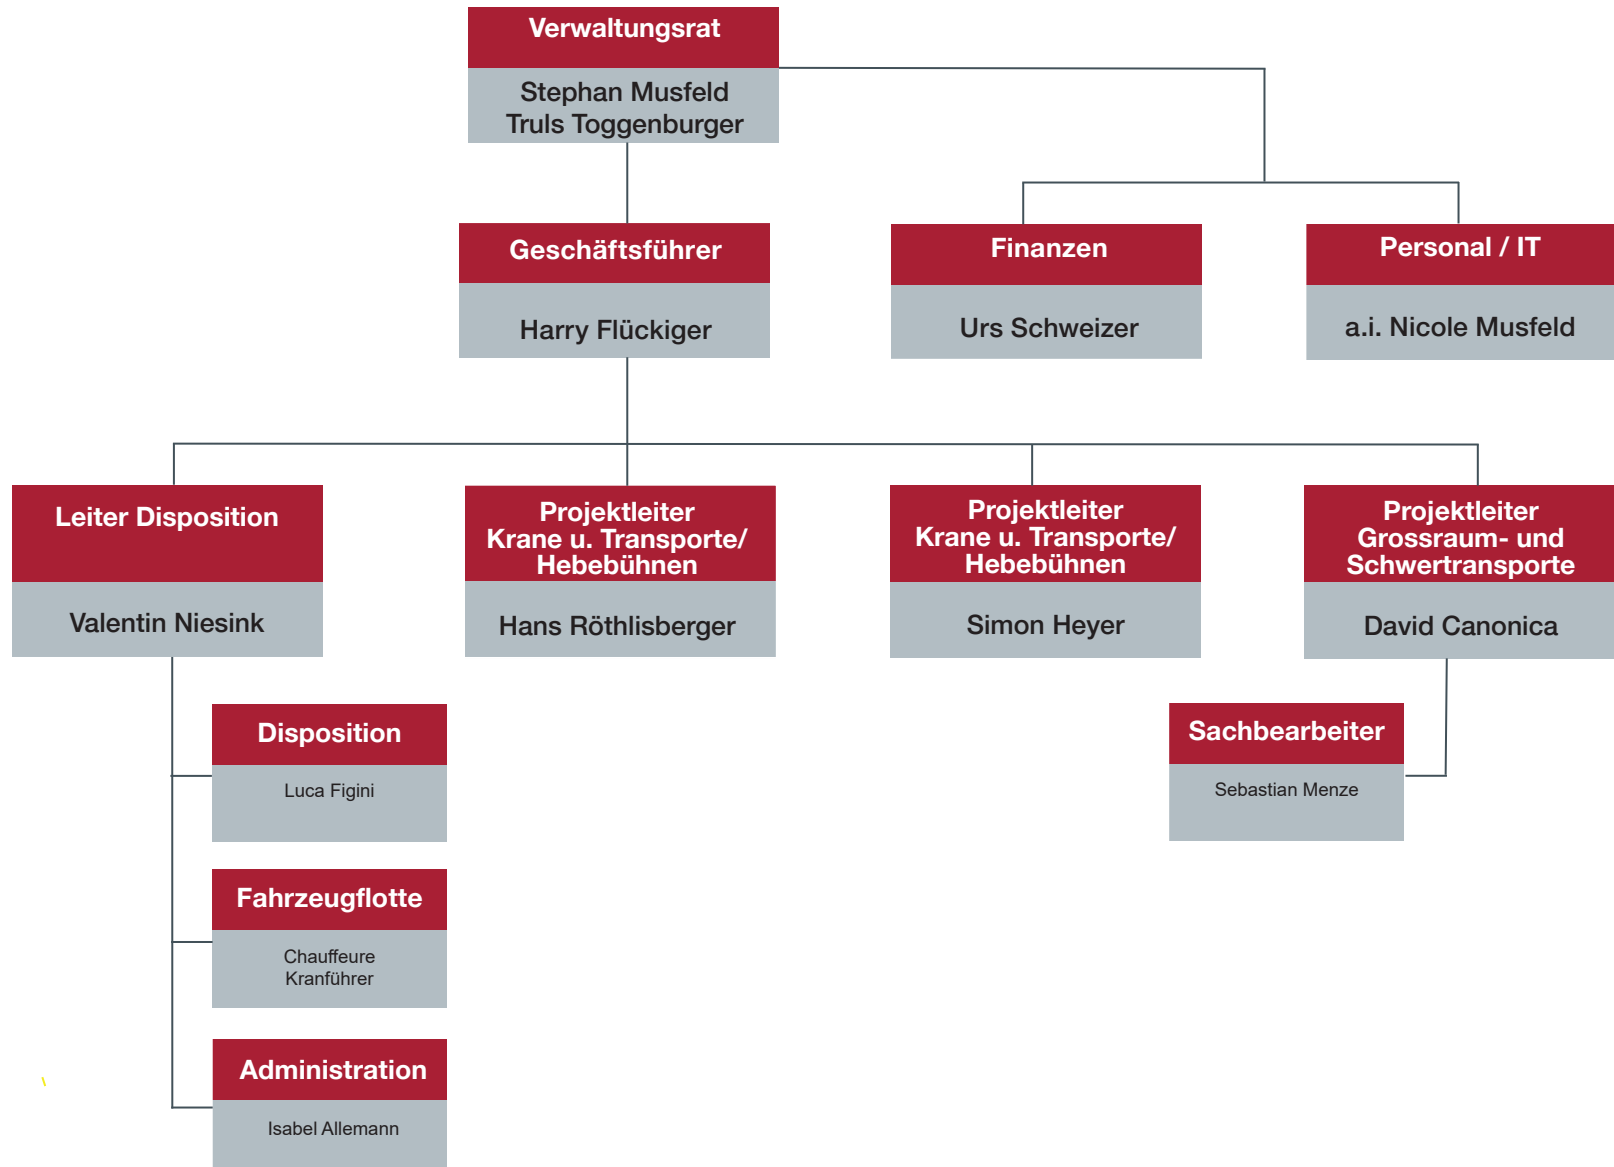 Verwaltungsrat
Stephan Musfeld
Truls Toggenburger
Geschäftsführer
Harry Flückiger
Finanzen
Urs Schweizer
Personal / IT
a.i. Nicole Musfeld
Leiter Disposition
Valentin Niesink
Projektleiter
Krane u. Transporte/
Hebebühnen
Hans Röthlisberger
Projektleiter
Krane u. Transporte/
Hebebühnen
Simon Heyer
Projektleiter
Grossraum- und
Schwertransporte
David Canonica
Disposition
Luca Figini
Sachbearbeiter
Sebastian Menze
Fahrzeugflotte
Chauffeure
Kranführer
Administration
Isabel Allemann